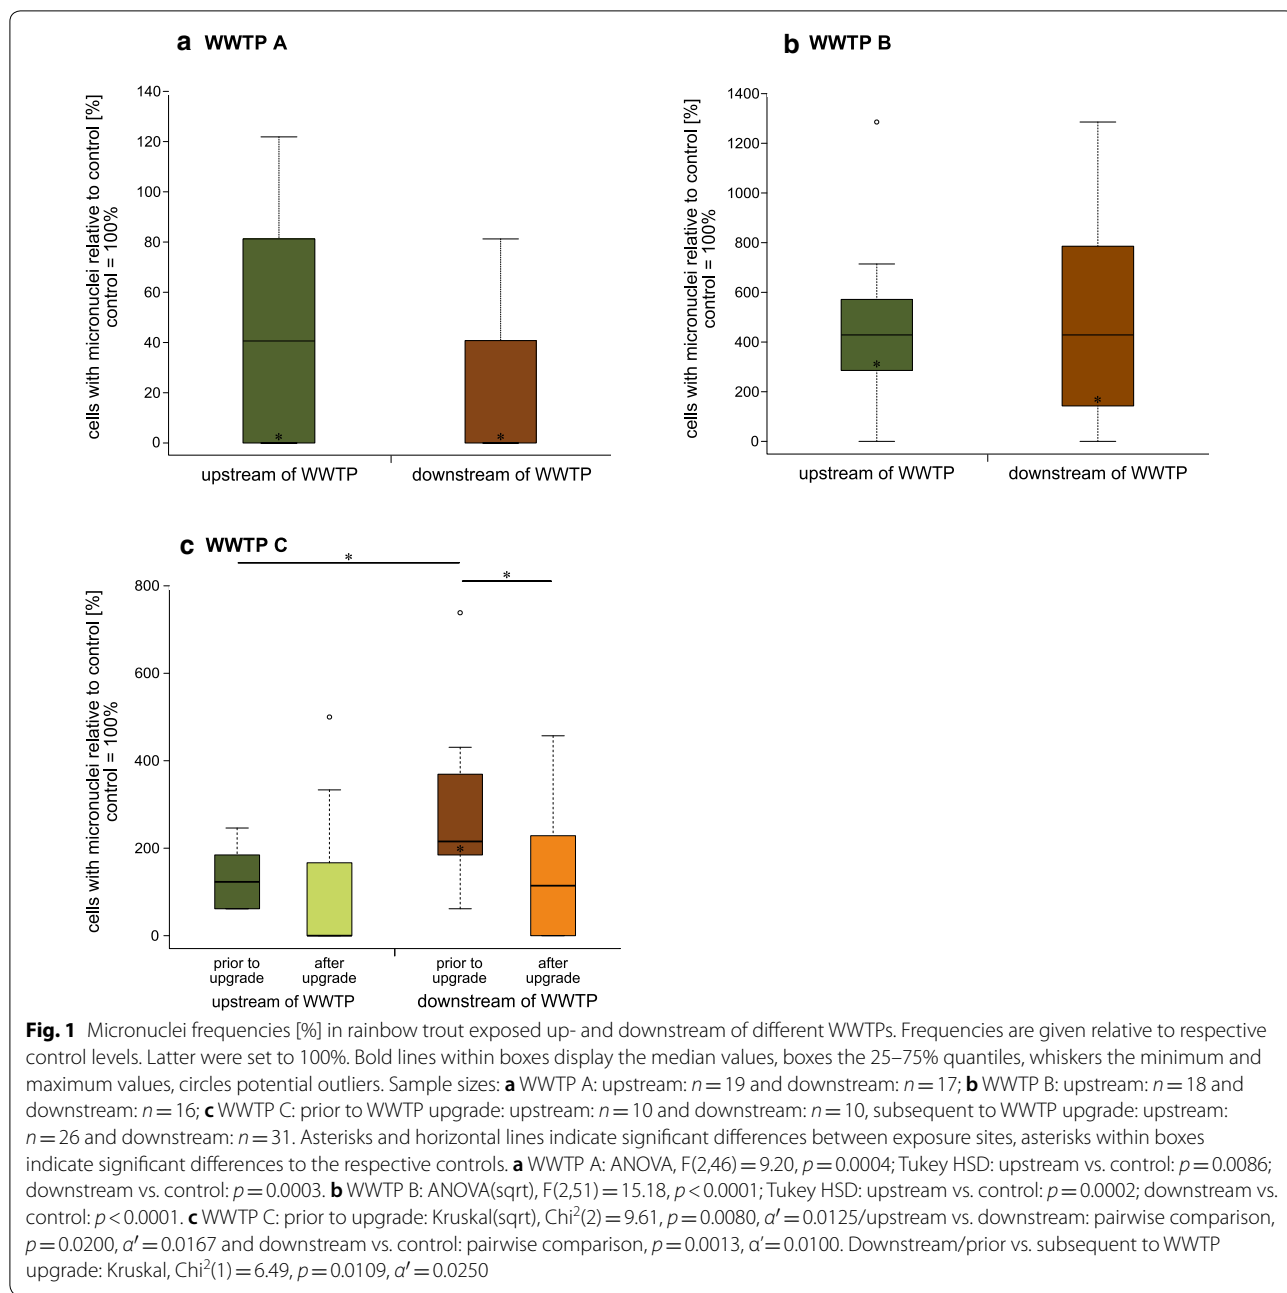 a WWTP A
cells with micronuclei relative to control [%]
control = 100%
140
120
100
80
60
40
20
0
*
*
upstream of WWTP
downstream of WWTP
b WWTP B
cells with micronuclei relative to control [%]
control = 100%
1400
1200
1000
800
600
400
200
0
*
*
upstream of WWTP
downstream of WWTP
c WWTP C
*
*
cells with micronuclei relative to control [%]
control = 100%
800
600
400
200
0
*
prior to
upgrade
after
upgrade
prior to
upgrade
after
upgrade
upstream of WWTP
downstream of WWTP
Fig. 1 Micronuclei frequencies [%] in rainbow trout exposed up- and downstream of different WWTPs. Frequencies are given relative to respective
control levels. Latter were set to 100%. Bold lines within boxes display the median values, boxes the 25–75% quantiles, whiskers the minimum and
maximum values, circles potential outliers. Sample sizes: a WWTP A: upstream: n = 19 and downstream: n = 17; b WWTP B: upstream: n = 18 and
downstream: n = 16; c WWTP C: prior to WWTP upgrade: upstream: n = 10 and downstream: n = 10, subsequent to WWTP upgrade: upstream:
n = 26 and downstream: n = 31. Asterisks and horizontal lines indicate significant differences between exposure sites, asterisks within boxes
indicate significant differences to the respective controls. a WWTP A: ANOVA, F(2,46) = 9.20, p = 0.0004; Tukey HSD: upstream vs. control: p = 0.0086;
downstream vs. control: p = 0.0003. b WWTP B: ANOVA(sqrt), F(2,51) = 15.18, p < 0.0001; Tukey HSD: upstream vs. control: p = 0.0002; downstream vs.
control: p < 0.0001. c WWTP C: prior to upgrade: Kruskal(sqrt), Chi²(2) = 9.61, p = 0.0080, α′ = 0.0125/upstream vs. downstream: pairwise comparison,
p = 0.0200, α′ = 0.0167 and downstream vs. control: pairwise comparison, p = 0.0013, α′ = 0.0100. Downstream/prior vs. subsequent to WWTP
upgrade: Kruskal, Chi²(1) = 6.49, p = 0.0109, α′ = 0.0250